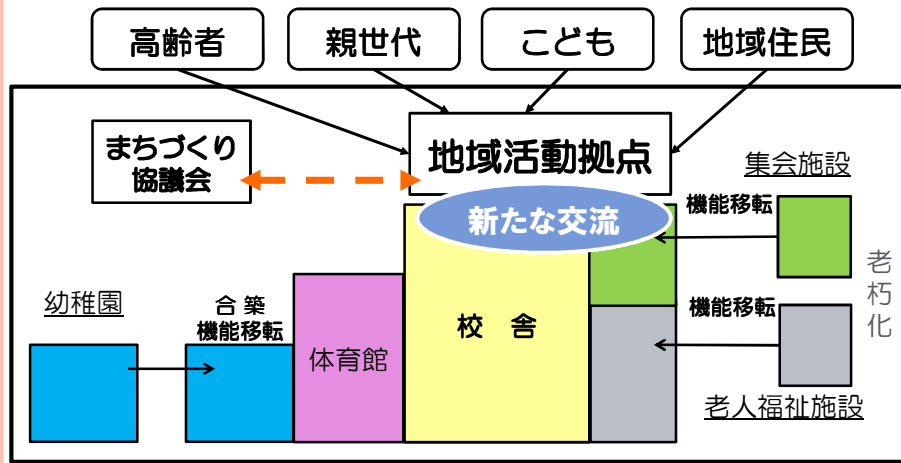 高齢者
親世代
こども
地域住民
まちづくり
協議会
地域活動拠点
新たな交流
集会施設
機能移転
老朽化
幼稚園
合築
機能移転
体育館
校 舎
機能移転
老人福祉施設